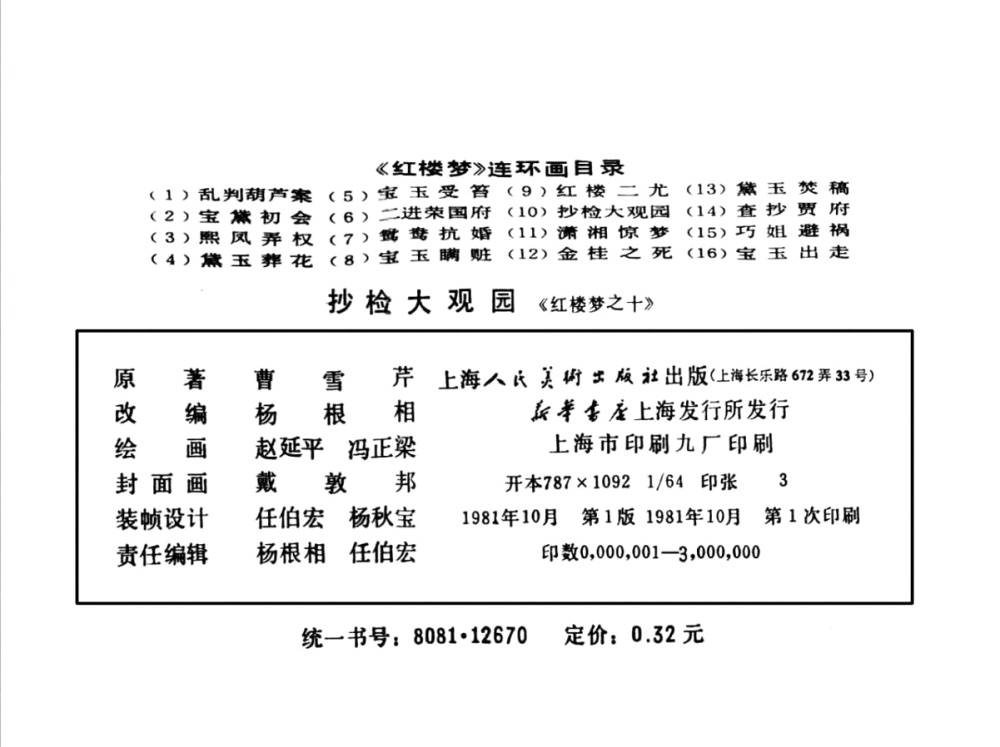 《红楼梦》连环画目录
(1) 乱判葫芦案 (5) 宝玉受笞 (9) 红楼二尤 (13) 黛玉焚稿
(2) 宝黛初会 (6) 二进荣国府 (10) 抄检大观园 (14) 查抄贾府
(3) 熙凤弄权 (7) 鸳鸯抗婚 (11) 潇湘惊梦 (15) 巧姐避祸
(4) 黛玉葬花 (8) 宝玉瞒赃 (12) 金桂之死 (16) 宝玉出走
抄检大观园 《红楼梦之十》
原著 曹雪芹 上海人民美術出版社出版(上海长乐路672弄33号)
改编 杨根相 新華書店上海发行所发行
绘画 赵延平 冯正梁 上海市印刷九厂印刷
封面画 戴敦邦 开本787×1092 1/64 印张 3
装帧设计 任伯宏 杨秋宝 1981年10月 第1版 1981年10月 第1次印刷
责任编辑 杨根相 任伯宏 印数0,000,001—3,000,000
统一书号：8081·12670 定价：0.32元